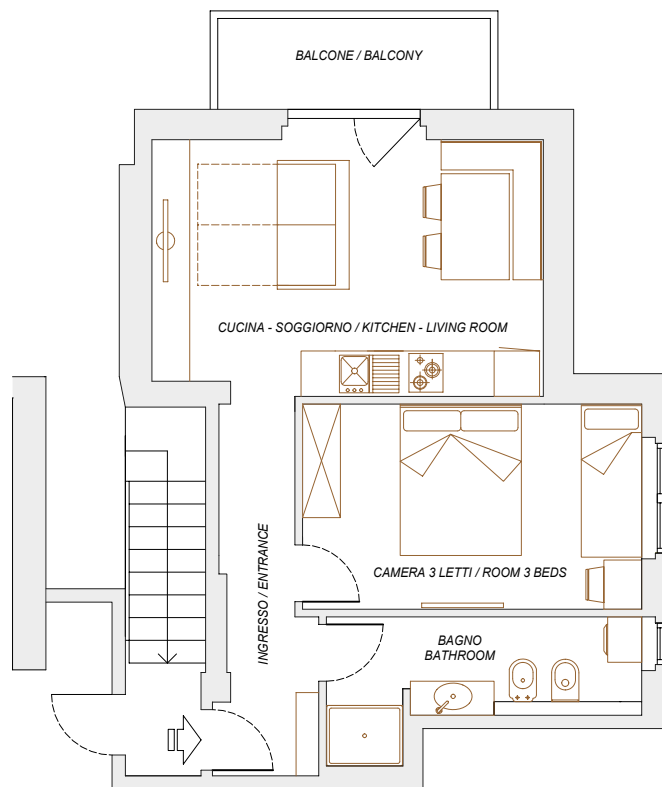 BALCONE / BALCONY
CUCINA - SOGGIORNO / KITCHEN - LIVING ROOM
INGRESSO / ENTRANCE
CAMERA 3 LETTI / ROOM 3 BEDS
BAGNO
BATHROOM